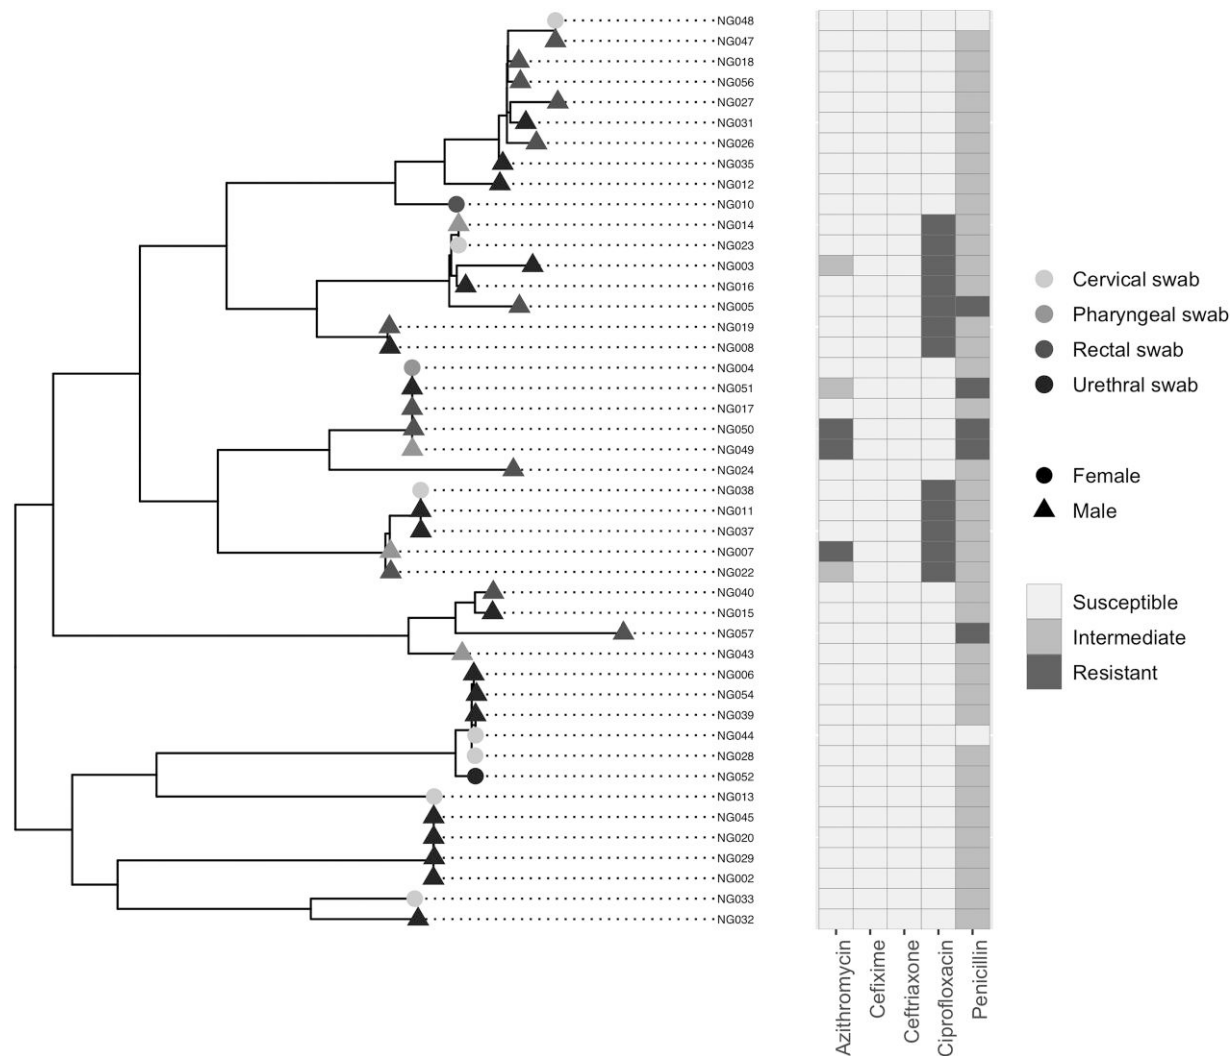 NG048
NG047
NG018
NG056
NG027
NG031
NG026
NG035
NG012
NG010
NG014
NG023
NG003
NG016
NG005
NG019
NG008
NG004
NG051
NG017
NG050
NG049
NG024
NG038
NG011
NG037
NG007
NG022
NG040
NG015
NG057
NG043
NG006
NG054
NG039
NG044
NG028
NG052
NG013
NG045
NG020
NG029
NG002
NG033
NG032
Azithromycin
Cefixime
Ceftriaxone
Ciprofloxacin
Penicillin
Cervical swab
Pharyngeal swab
Rectal swab
Urethral swab
Female
Male
Susceptible
Intermediate
Resistant